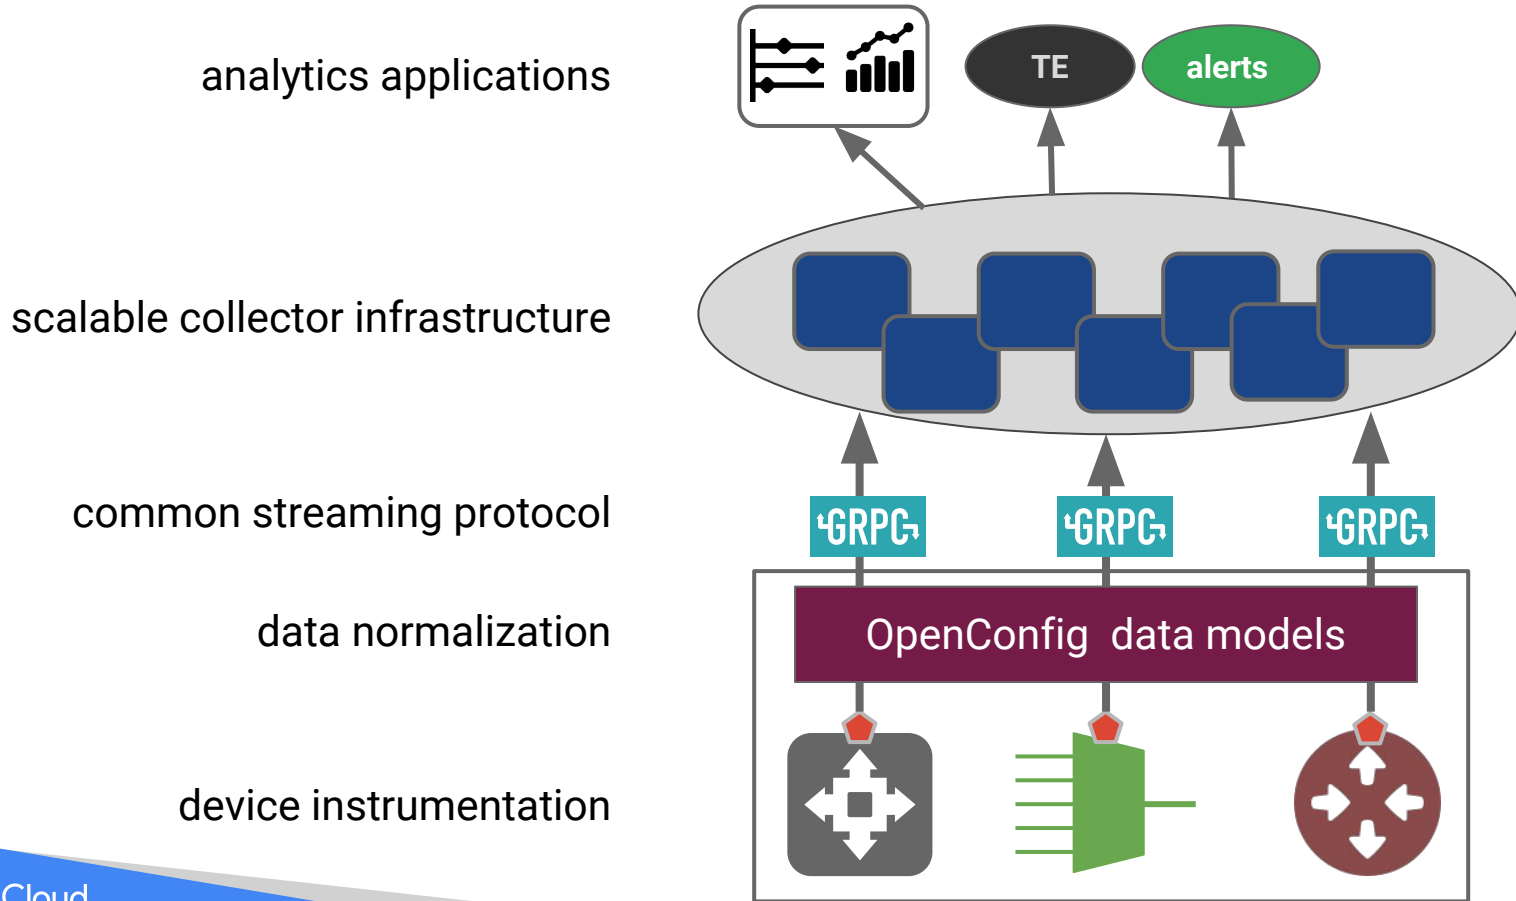 analytics applications
TE
alerts
scalable collector infrastructure
common streaming protocol
GRPC
GRPC
GRPC
data normalization
OpenConfig data models
device instrumentation
Cloud